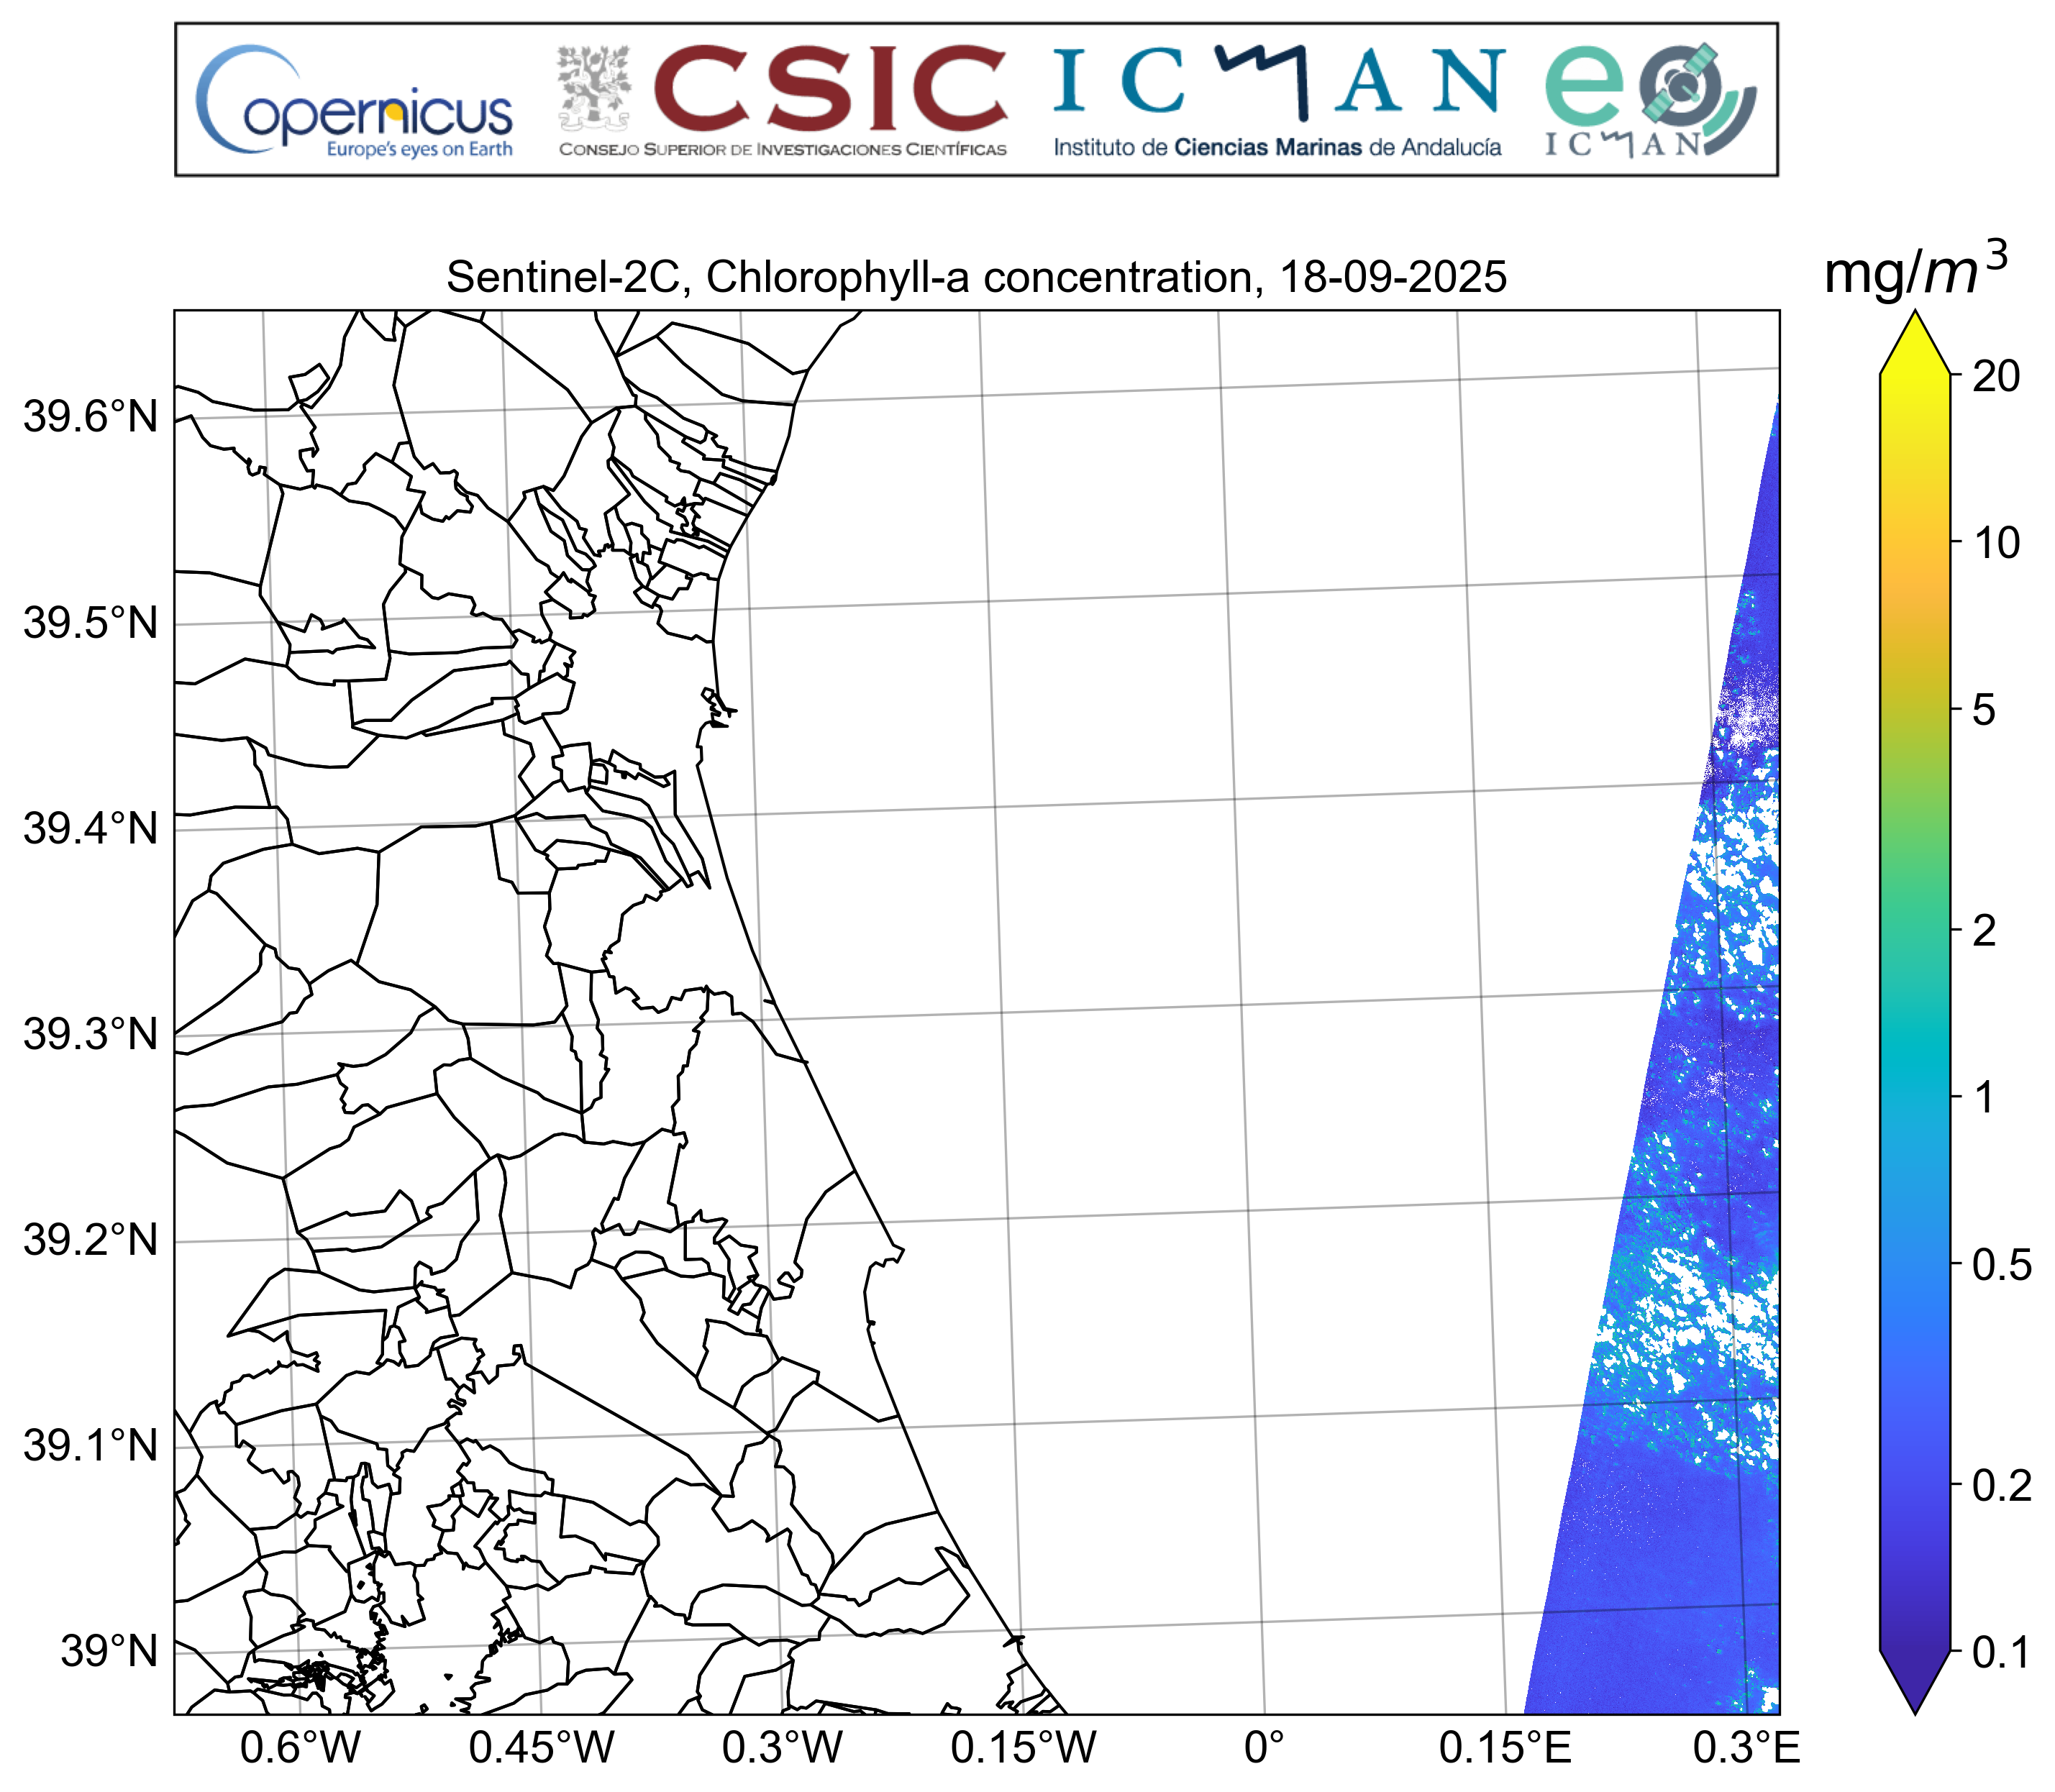 Copernicus
Europe's eyes on Earth
CSIC
CONSEJO SUPERIOR DE INVESTIGACIONES CIENTÍFICAS
ICMAN
Instituto de Ciencias Marinas de Andalucía
eo
ICMAN
Sentinel-2C, Chlorophyll-a concentration, 18-09-2025
mg/m³
39.6°N
39.5°N
39.4°N
39.3°N
39.2°N
39.1°N
39°N
0.6°W
0.45°W
0.3°W
0.15°W
0°
0.15°E
0.3°E
20
10
5
2
1
0.5
0.2
0.1